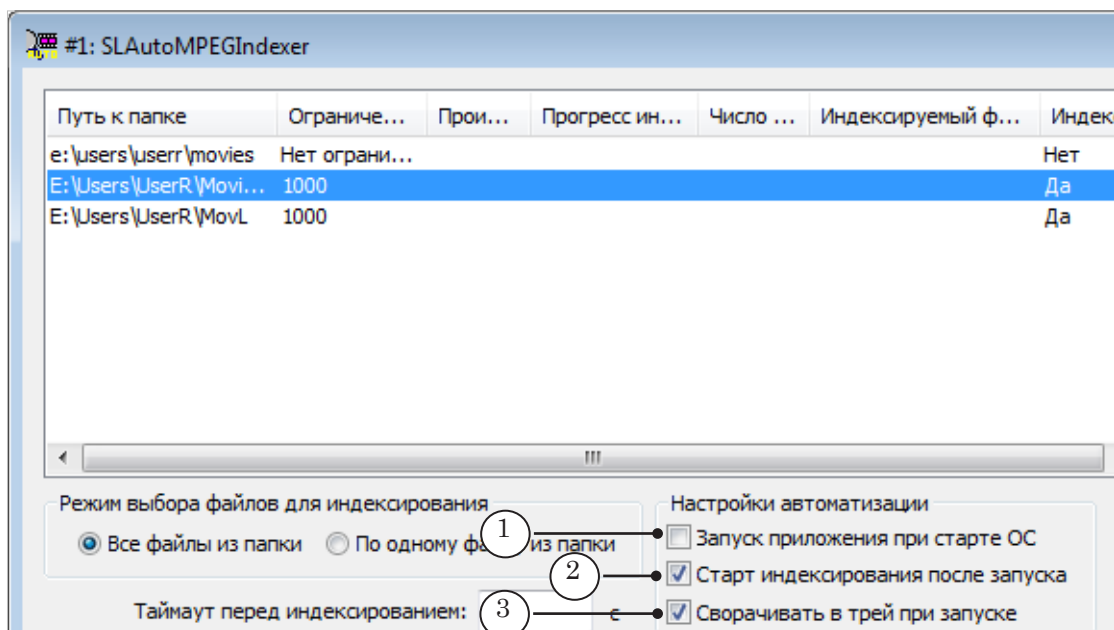 #1: SLAutoMPEGIndexer
Путь к папке Ограниче... Прои... Прогресс ин... Число ... Индексируемый ф... Индек
e:\users\userr\movies Нет ограни... Нет
E:\Users\UserR\Movi... 1000 Да
E:\Users\UserR\MovL 1000 Да
Режим выбора файлов для индексирования
Все файлы из папки По одному из папки
Таймаут перед индексированием: с
Настройки автоматизации
1 Запуск приложения при старте ОС
2 Старт индексирования после запуска
3 Сворачивать в трей при запуске